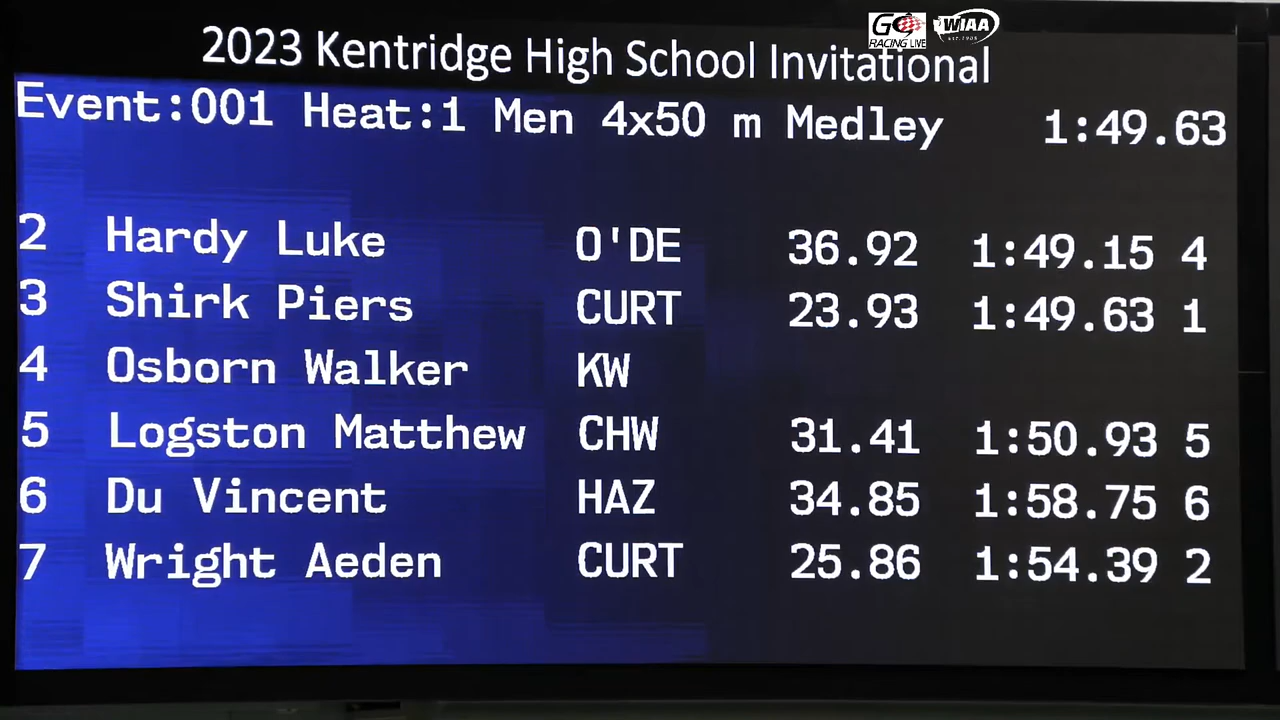 GO
RACING LIVE
WIAA
2023 Kentridge High School Invitational
Event:001 Heat:1 Men 4x50 m Medley 1:49.63
2 Hardy Luke O'DE 36.92 1:49.15 4
3 Shirk Piers CURT 23.93 1:49.63 1
4 Osborn Walker KW
5 Logston Matthew CHW 31.41 1:50.93 5
6 Du Vincent HAZ 34.85 1:58.75 6
7 Wright Aeden CURT 25.86 1:54.39 2